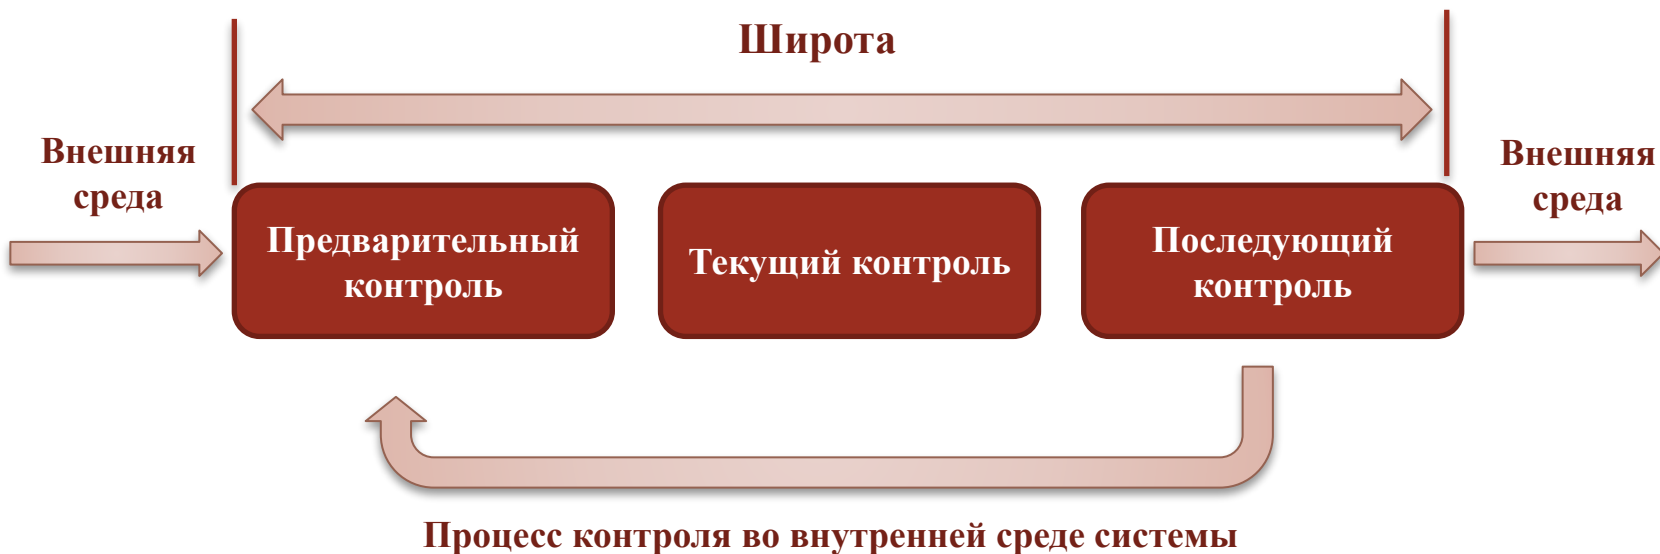 Широта
Внешняя
среда
Предварительный
контроль
Текущий контроль
Последующий
контроль
Внешняя
среда
Процесс контроля во внутренней среде системы